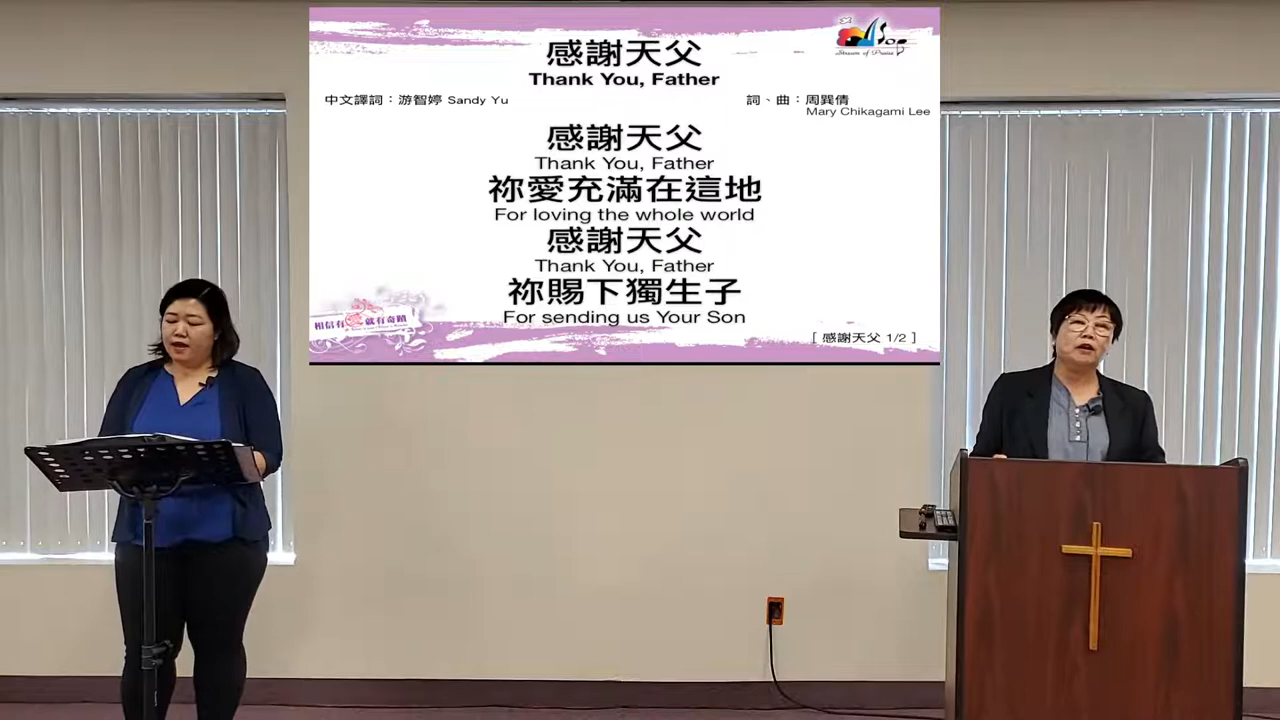 感謝天父
Thank You, Father
Stream of Praise
中文譯詞：游智婷 Sandy Yu
詞、曲：周巽倩
Mary Chikagami Lee
感謝天父
Thank You, Father
祢愛充滿在這地
For loving the whole world
感謝天父
Thank You, Father
祢賜下獨生子
For sending us Your Son
相信有愛就有奇蹟
[ 感謝天父 1/2 ]